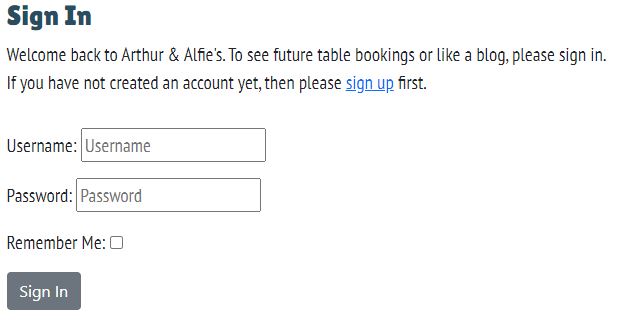 Sign In
Welcome back to Arthur & Alfie's. To see future table bookings or like a blog, please sign in.
If you have not created an account yet, then please sign up first.
Username: Username
Password: Password
Remember Me:
Sign In